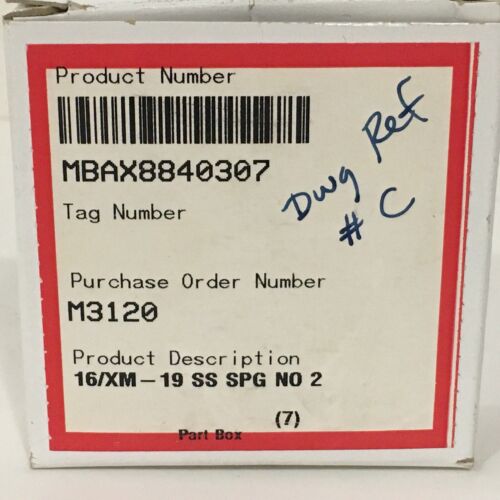 Product Number
MBAX8840307
Tag Number
Dwg Ref
# C
Purchase Order Number
M3120
Product Description
16/XM-19 SS SPG NO 2
(7)
Part Box